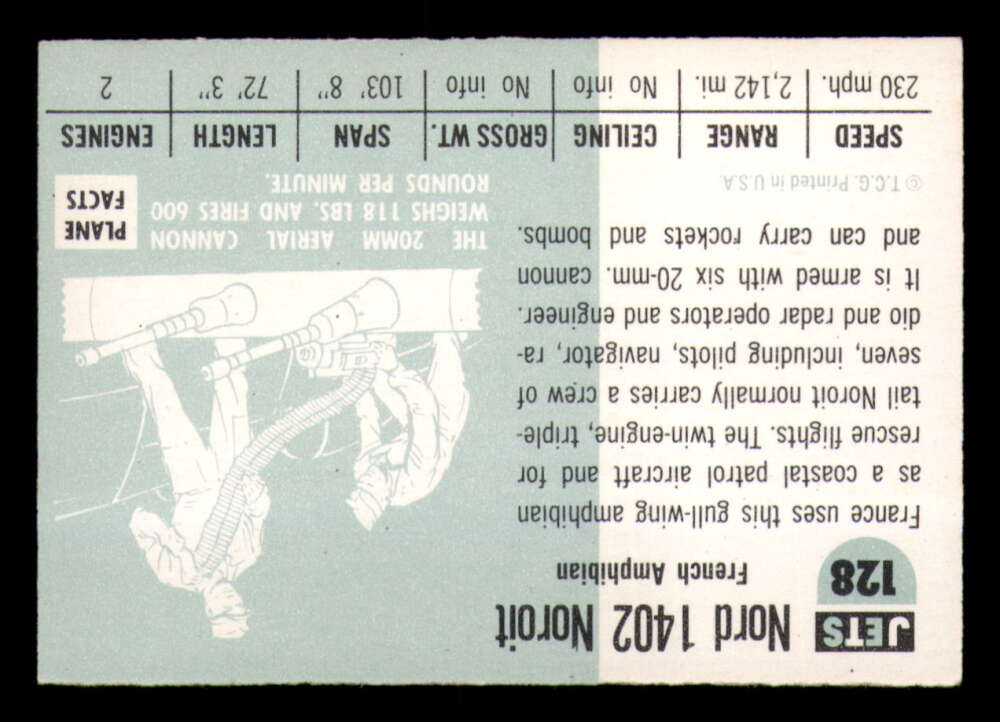 JETS
128
Nord 1402 Noroit
French Amphibian
France uses this gull-wing amphibian
as a coastal patrol aircraft and for
rescue flights. The twin-engine, triple-
tail Noroit normally carries a crew of
seven, including pilots, navigator, ra-
dio and radar operators and engineer.
It is armed with six 20-mm. cannon
and can carry rockets and bombs.
© T.C.G. Printed in U.S.A.
THE 20MM AERIAL CANNON
WEIGHS 118 LBS. AND FIRES 600
ROUNDS PER MINUTE.
PLANE
FACTS
SPEED RANGE CEILING GROSS WT. SPAN LENGTH ENGINES
230 mph. 2,142 mi. No info No info 103' 8" 72' 3" 2